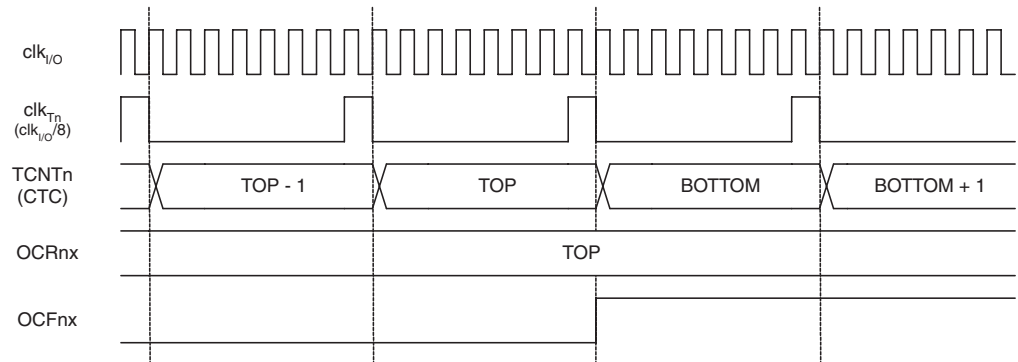 clkI/O
clkTn
(clkI/O/8)
TCNTn
(CTC)
TOP - 1
TOP
BOTTOM
BOTTOM + 1
OCRnx
TOP
OCFnx